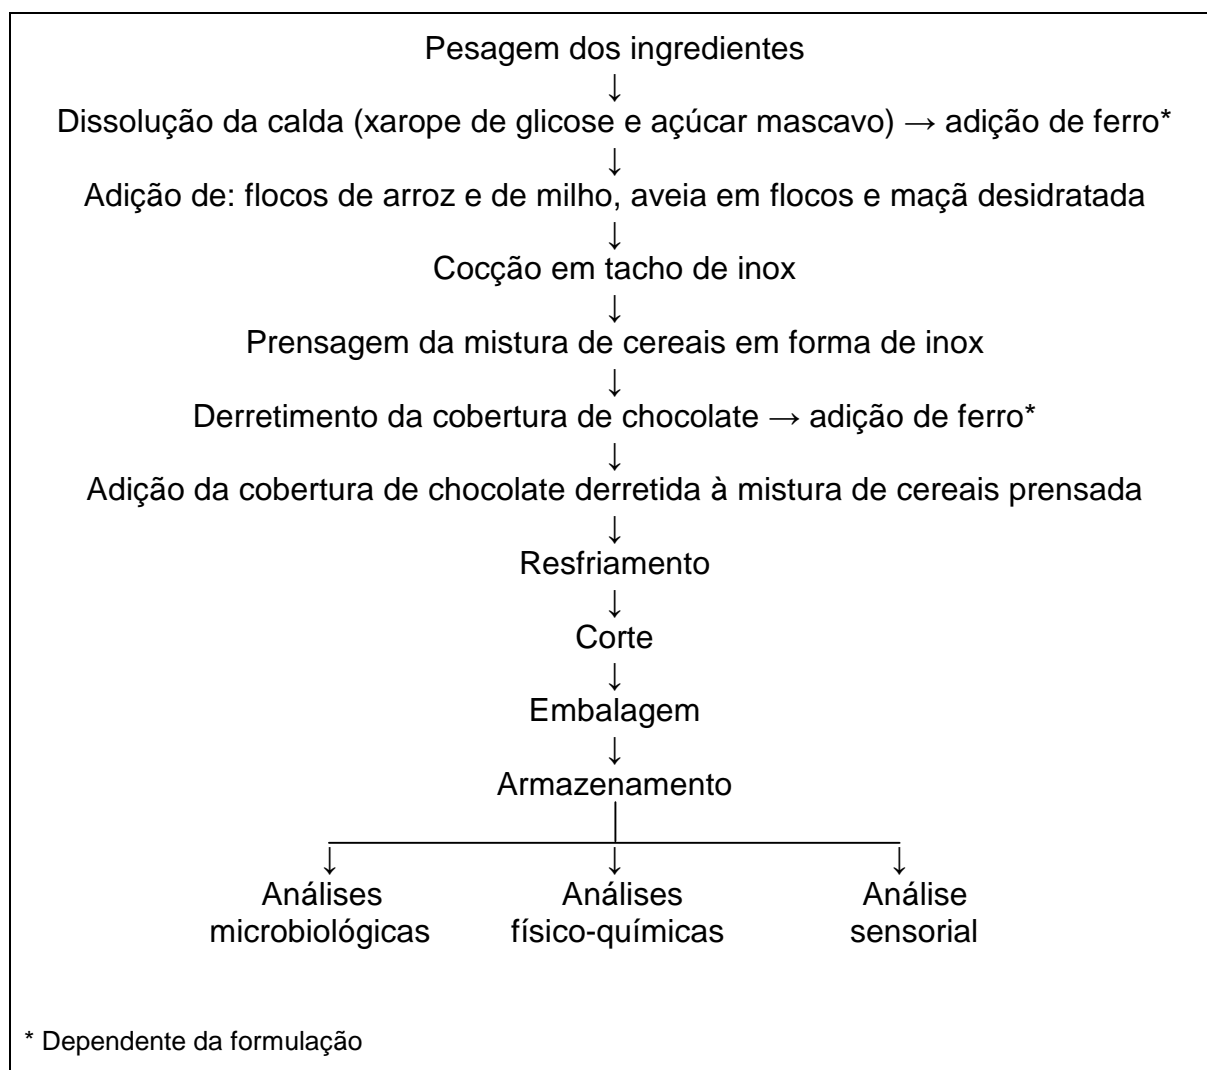 Pesagem dos ingredientes
↓
Dissolução da calda (xarope de glicose e açúcar mascavo) → adição de ferro*
↓
Adição de: flocos de arroz e de milho, aveia em flocos e maçã desidratada
↓
Cocção em tacho de inox
↓
Prensagem da mistura de cereais em forma de inox
↓
Derretimento da cobertura de chocolate → adição de ferro*
↓
Adição da cobertura de chocolate derretida à mistura de cereais prensada
↓
Resfriamento
↓
Corte
↓
Embalagem
↓
Armazenamento
↓ ↓ ↓
Análises
microbiológicas
Análises
físico-químicas
Análise
sensorial
* Dependente da formulação